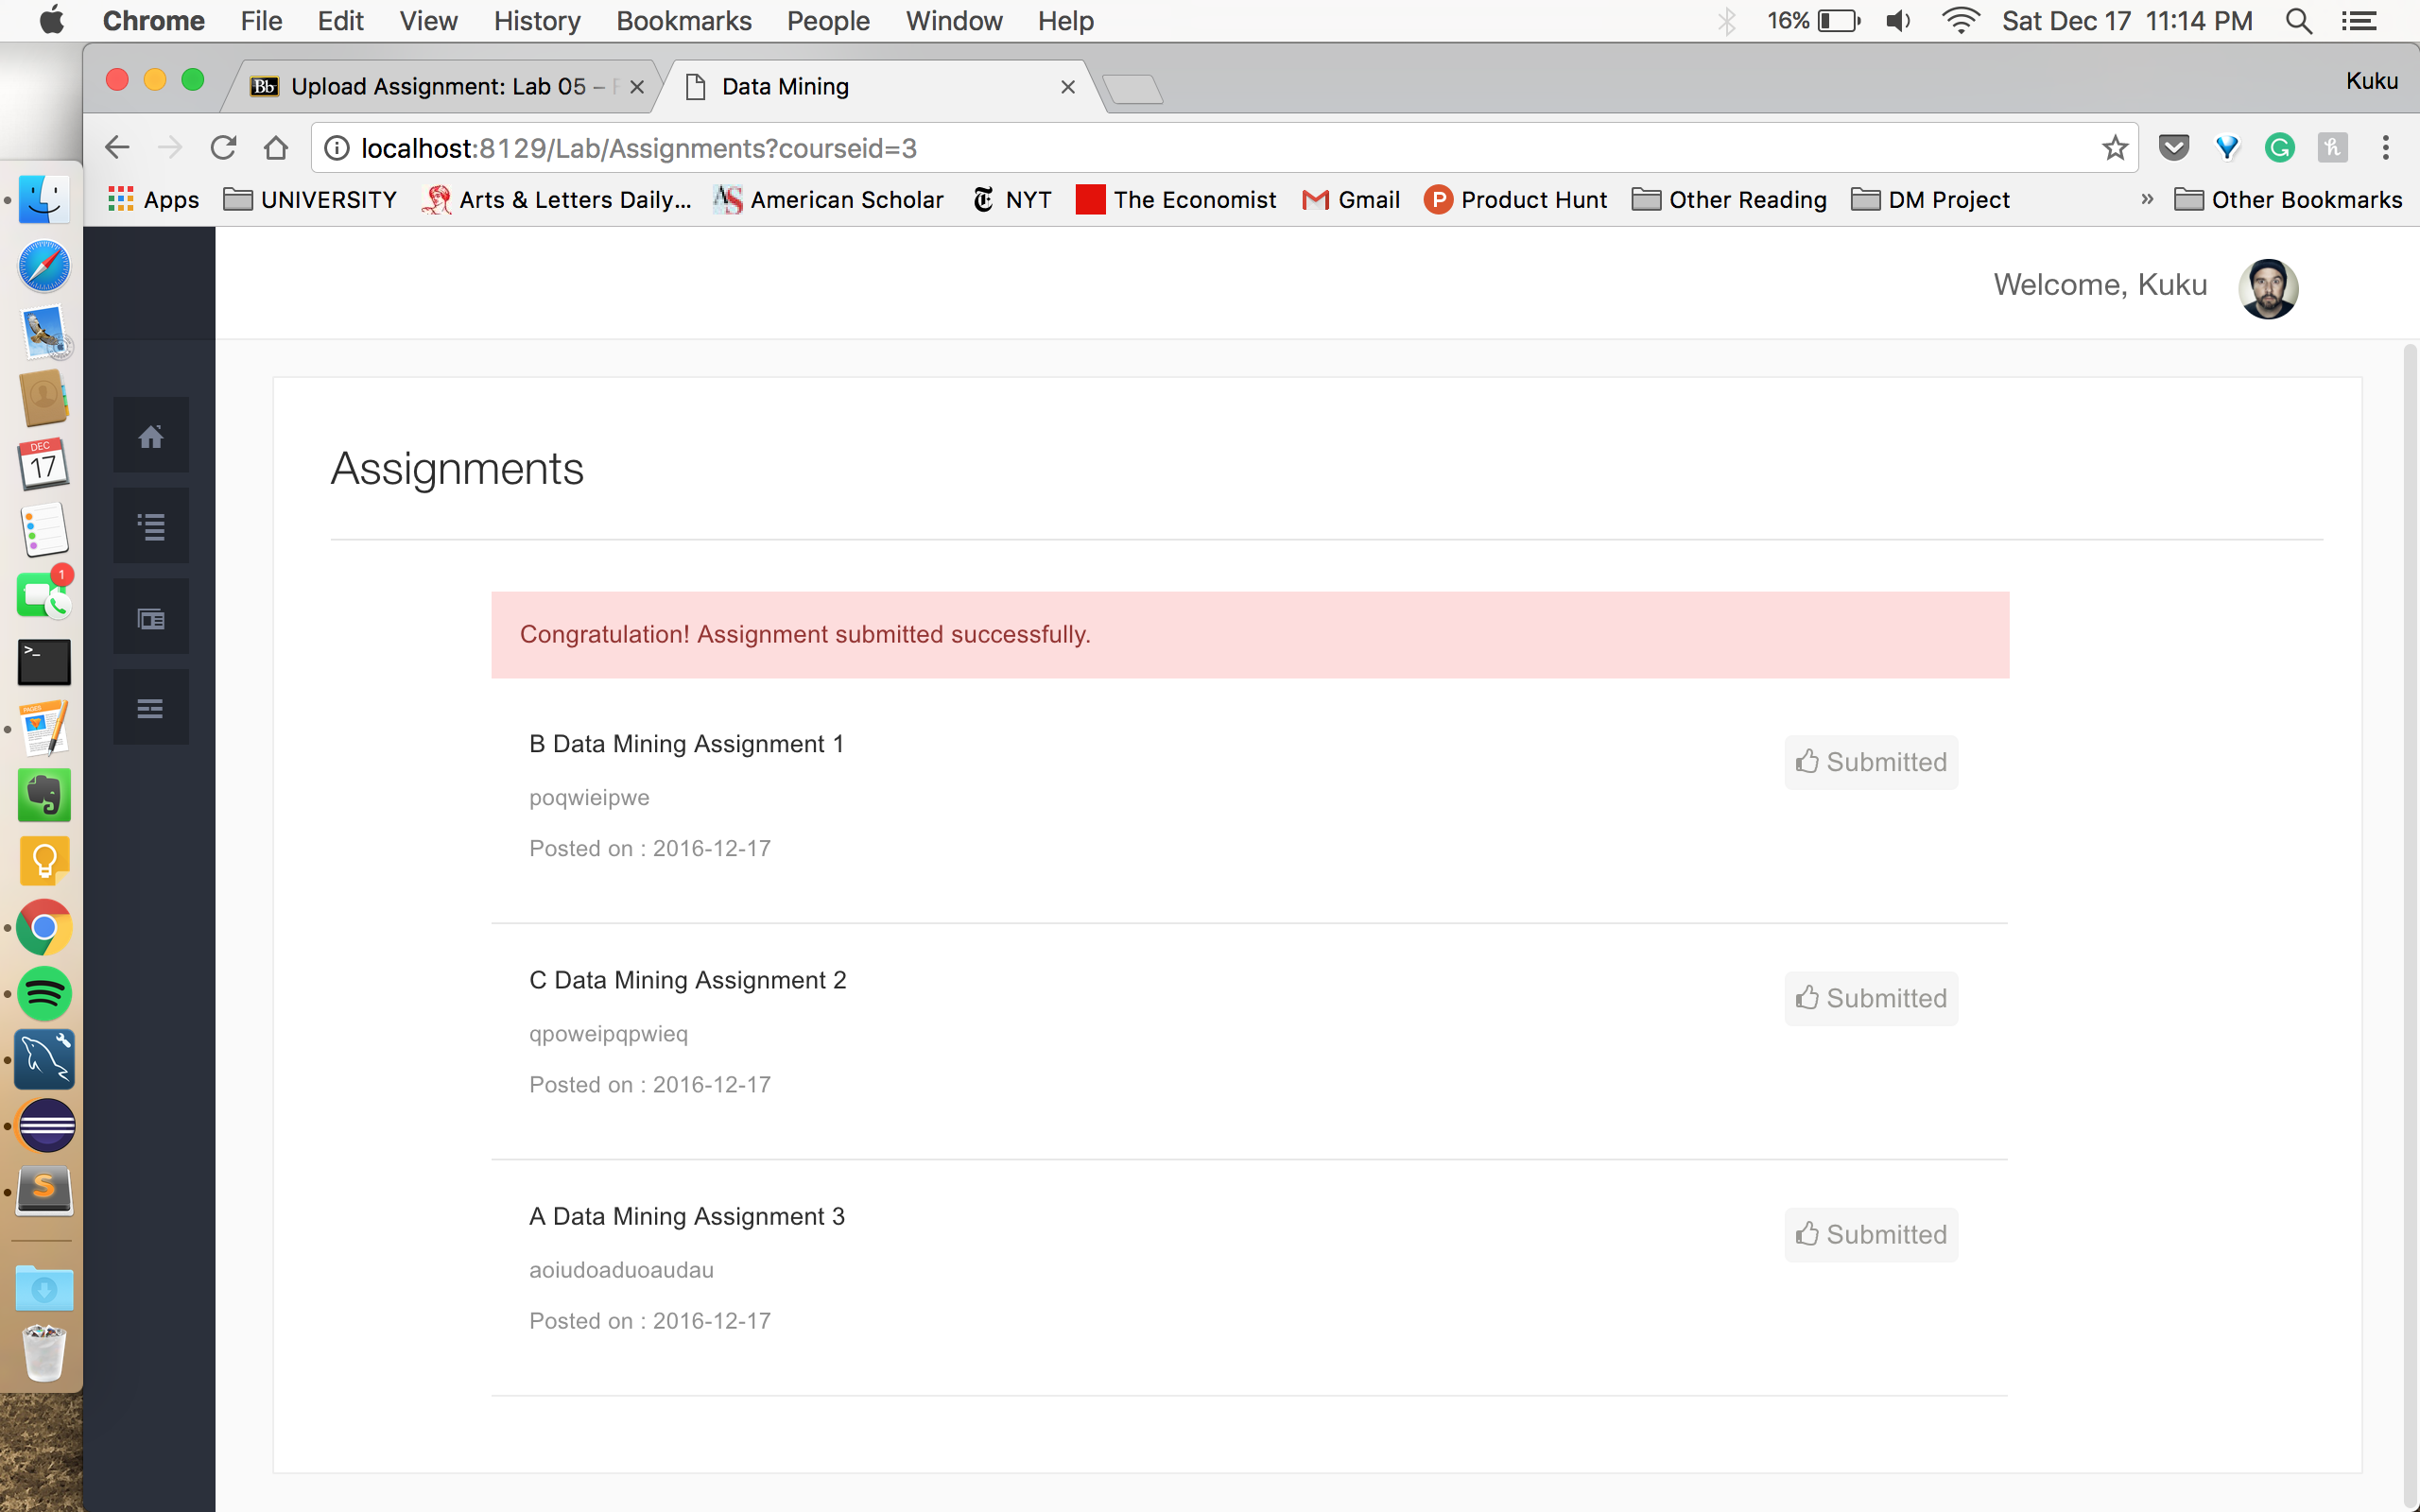 Chrome File Edit View History Bookmarks People Window Help 16% Sat Dec 17 11:14 PM
Bb Upload Assignment: Lab 05 – Data Mining Kuku
localhost:8129/Lab/Assignments?courseid=3
Apps UNIVERSITY Arts & Letters Daily... AS American Scholar NYT The Economist Gmail P Product Hunt Other Reading DM Project » Other Bookmarks
Welcome, Kuku
DEC
17
1
>_
PAGES
S
Assignments
Congratulation! Assignment submitted successfully.
B Data Mining Assignment 1
Submitted
poqwieipwe
Posted on : 2016-12-17
C Data Mining Assignment 2
Submitted
qpoweipqpwieq
Posted on : 2016-12-17
A Data Mining Assignment 3
Submitted
aoiudoaduoaudau
Posted on : 2016-12-17